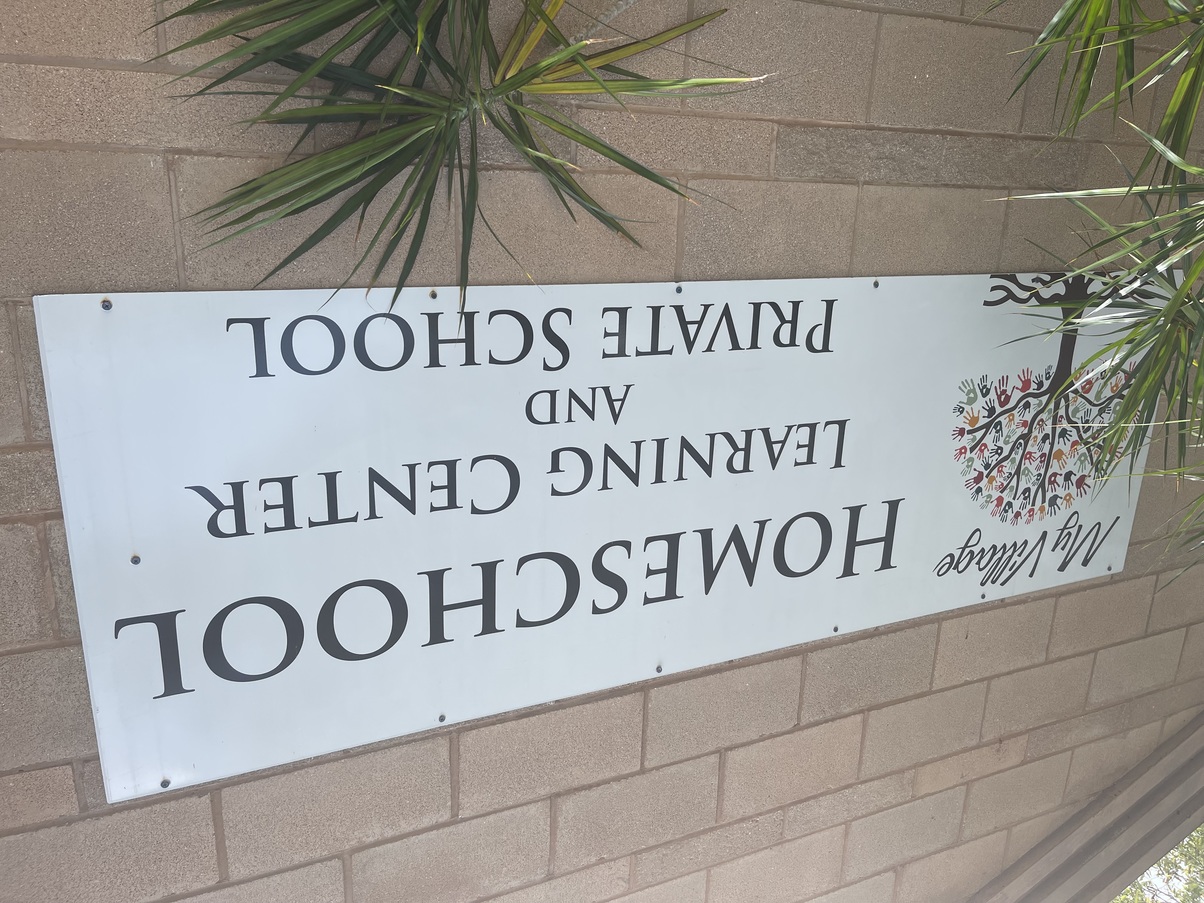 My Village
HOMESCHOOL
LEARNING CENTER
AND
PRIVATE SCHOOL